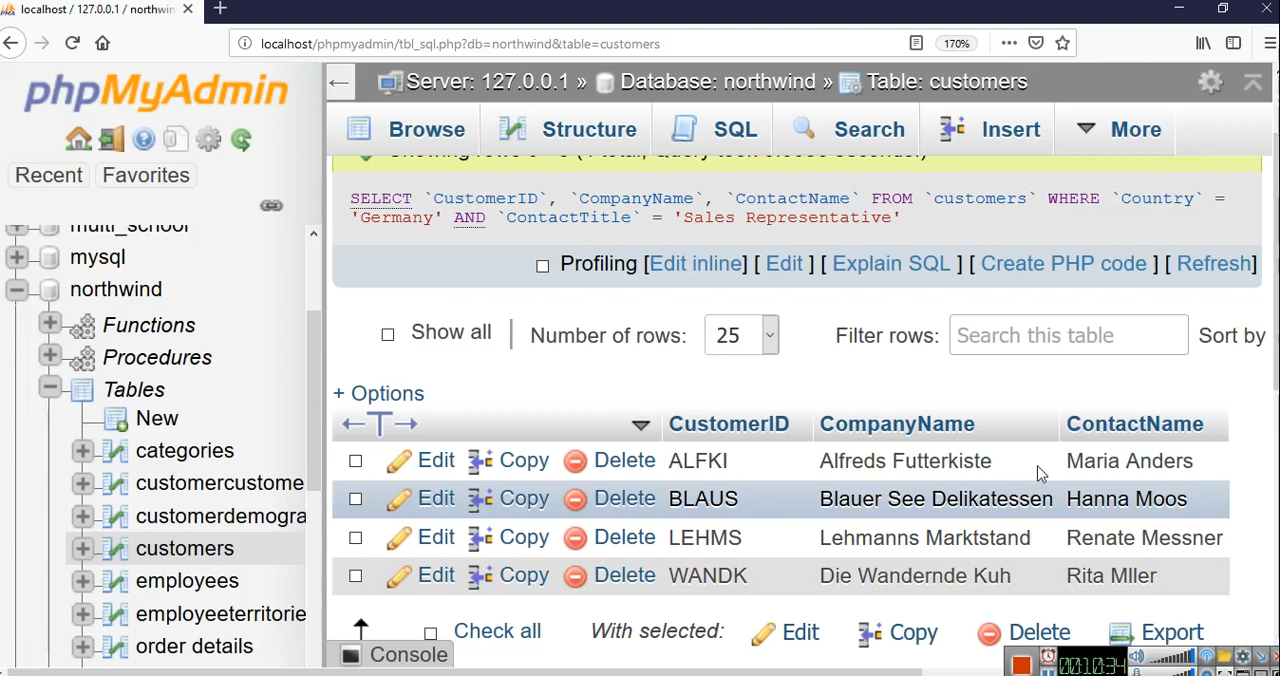 localhost / 127.0.0.1 / northwin
localhost/phpmyadmin/tbl_sql.php?db=northwind&table=customers
170%
phpMyAdmin
Recent
Favorites
multi_school
mysql
northwind
Functions
Procedures
Tables
New
categories
customercustome
customerdemogra
customers
employees
employeeterritorie
order details
Server: 127.0.0.1 » Database: northwind » Table: customers
Browse
Structure
SQL
Search
Insert
More
SELECT `CustomerID`, `CompanyName`, `ContactName` FROM `customers` WHERE `Country` =
'Germany' AND `ContactTitle` = 'Sales Representative'
Profiling [Edit inline] [ Edit ] [ Explain SQL ] [ Create PHP code ] [ Refresh]
Show all
Number of rows:
25
Filter rows:
Search this table
Sort by
+ Options
CustomerID CompanyName ContactName
Edit Copy Delete ALFKI Alfreds Futterkiste Maria Anders
Edit Copy Delete BLAUS Blauer See Delikatessen Hanna Moos
Edit Copy Delete LEHMS Lehmanns Marktstand Renate Messner
Edit Copy Delete WANDK Die Wandernde Kuh Rita Mller
Check all With selected: Edit Copy Delete Export
Console
00:10:34